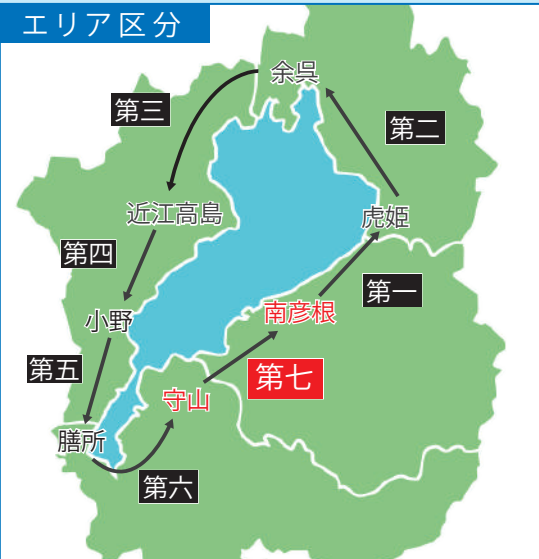 エリア区分
余呉
第三
第二
近江高島
虎姫
第四
第一
南彦根
小野
第五
第七
守山
膳所
第六